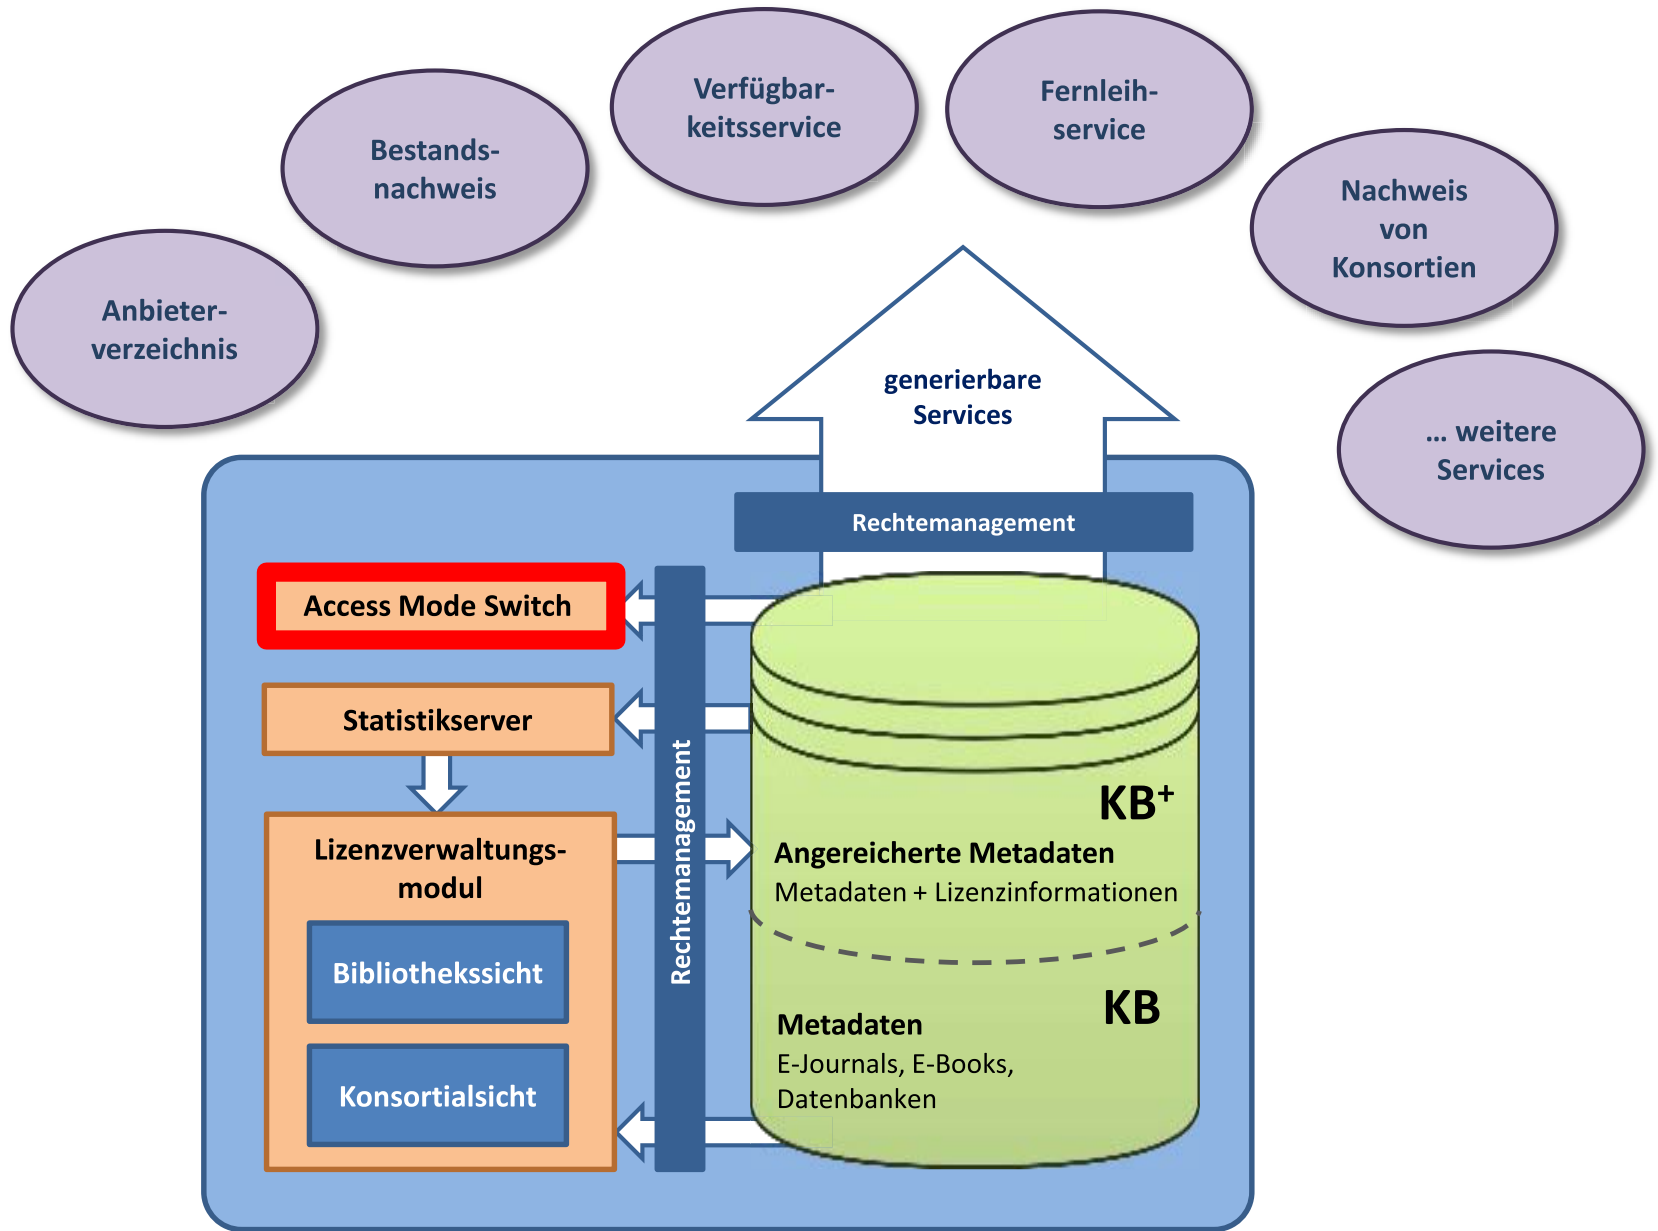 Verfügbar-
keitsservice
Fernleih-
service
Bestands-
nachweis
Nachweis
von
Konsortien
Anbieter-
verzeichnis
generierbare
Services
... weitere
Services
Rechtemanagement
Access Mode Switch
Statistikserver
Rechtemanagement
Lizenzverwaltungs-
modul
Bibliothekssicht
Konsortialsicht
KB⁺
Angereicherte Metadaten
Metadaten + Lizenzinformationen
KB
Metadaten
E-Journals, E-Books,
Datenbanken